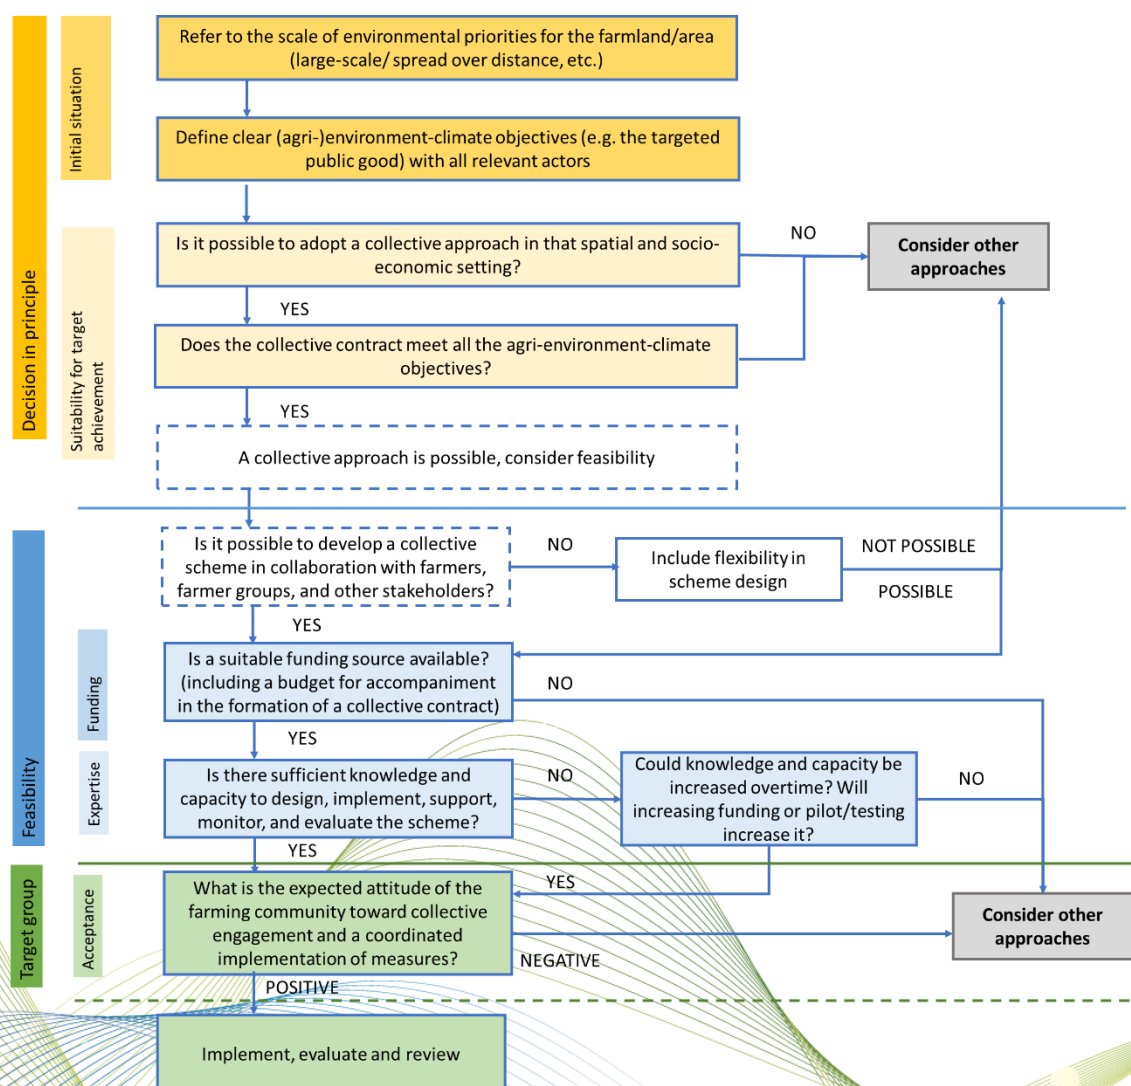 Decision in principle
Initial situation
Refer to the scale of environmental priorities for the farmland/area
(large-scale/ spread over distance, etc.)
Define clear (agri-)environment-climate objectives (e.g. the targeted
public good) with all relevant actors
Suitability for target
achievement
Is it possible to adopt a collective approach in that spatial and socio-
economic setting?
NO
Consider other
approaches
YES
Does the collective contract meet all the agri-environment-climate
objectives?
YES
A collective approach is possible, consider feasibility
Feasibility
Is it possible to develop a collective
scheme in collaboration with farmers,
farmer groups, and other stakeholders?
NO
Include flexibility in
scheme design
NOT POSSIBLE
POSSIBLE
YES
Funding
Is a suitable funding source available?
(including a budget for accompaniment
in the formation of a collective contract)
NO
YES
Expertise
Is there sufficient knowledge and
capacity to design, implement, support,
monitor, and evaluate the scheme?
NO
Could knowledge and capacity be
increased overtime? Will
increasing funding or pilot/testing
increase it?
NO
YES
YES
Target group
Acceptance
What is the expected attitude of the
farming community toward collective
engagement and a coordinated
implementation of measures?
NEGATIVE
Consider other
approaches
POSITIVE
Implement, evaluate and review